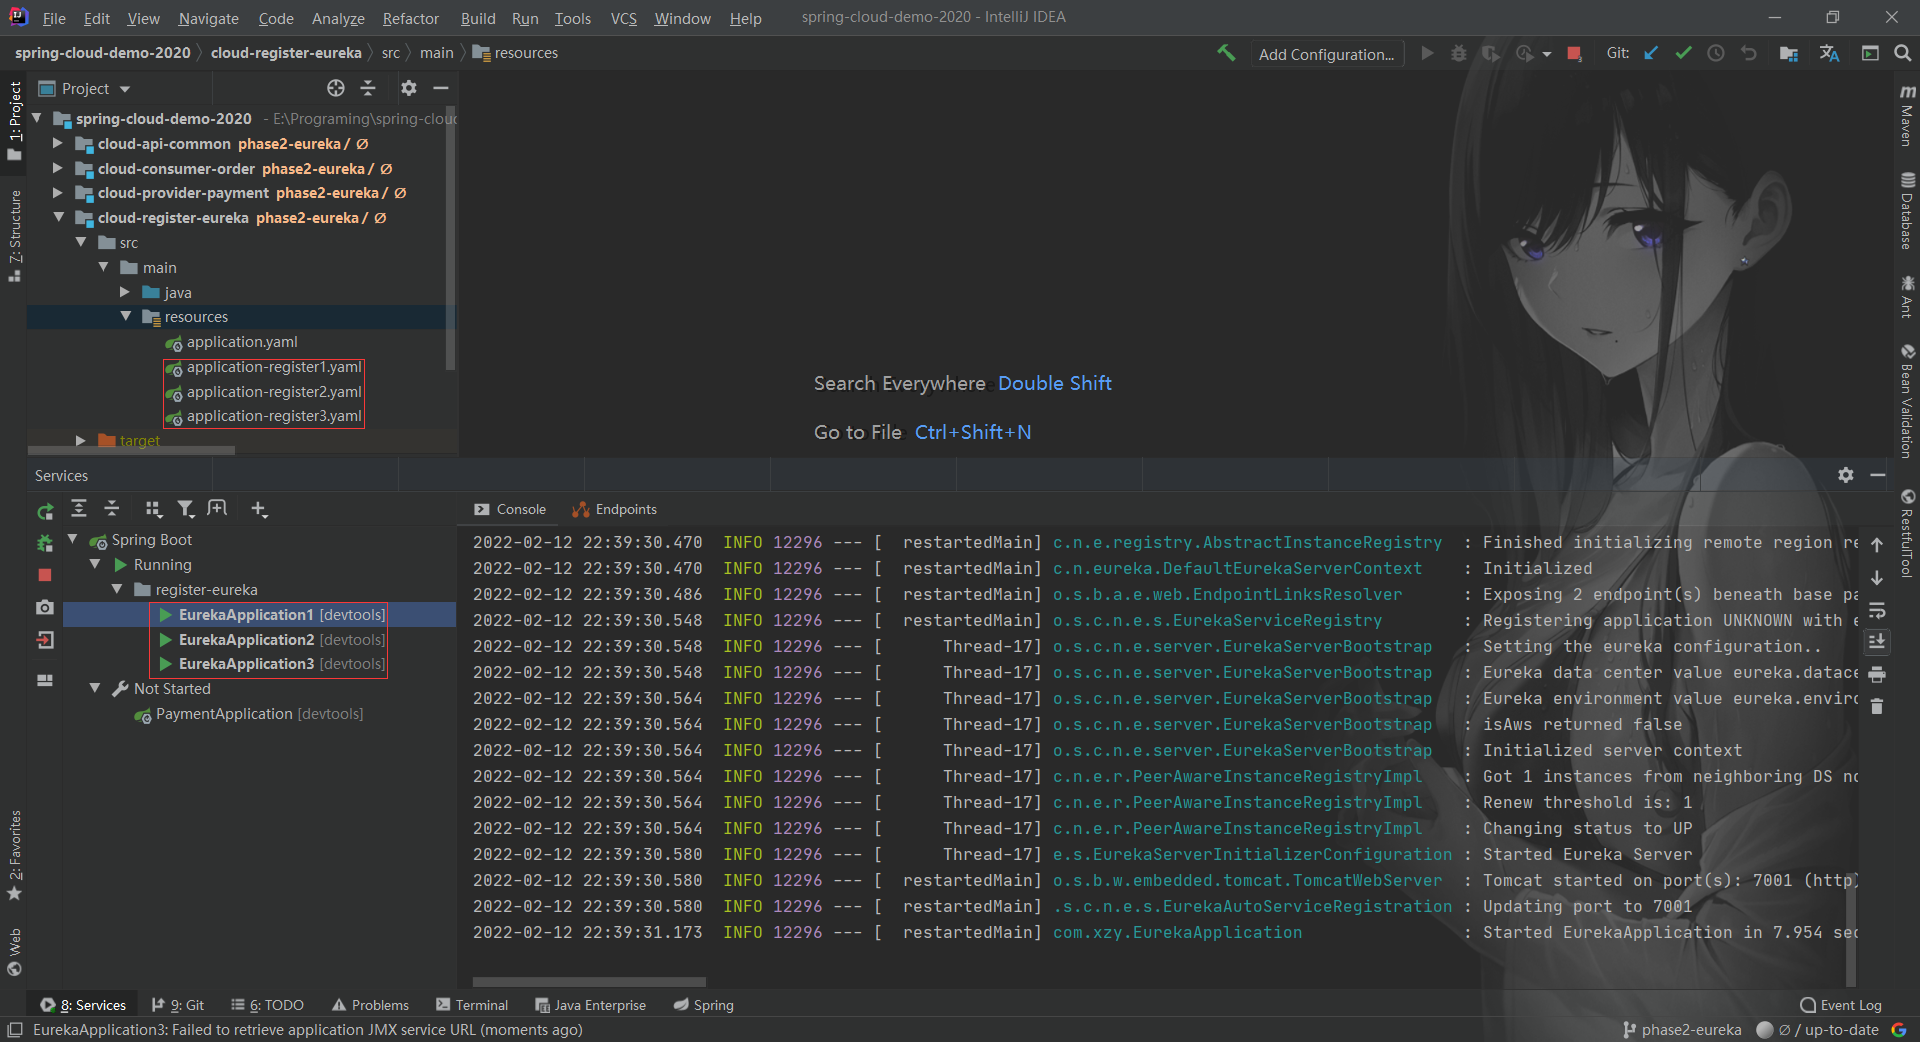 File Edit View Navigate Code Analyze Refactor Build Run Tools VCS Window Help spring-cloud-demo-2020 - IntelliJ IDEA
spring-cloud-demo-2020 cloud-register-eureka src main resources Add Configuration... Git:
Project
spring-cloud-demo-2020 - E:\Programing\spring-cloud
cloud-api-common phase2-eureka / Ø
cloud-consumer-order phase2-eureka / Ø
cloud-provider-payment phase2-eureka / Ø
cloud-register-eureka phase2-eureka / Ø
src
main
java
resources
application.yaml
application-register1.yaml
application-register2.yaml
application-register3.yaml
target
1: Project
7: Structure
2: Favorites
Web
Search Everywhere Double Shift
Go to File Ctrl+Shift+N
Maven
Database
Ant
Bean Validation
RestfulTool
Services
Console Endpoints
Spring Boot
Running
register-eureka
EurekaApplication1 [devtools]
EurekaApplication2 [devtools]
EurekaApplication3 [devtools]
Not Started
PaymentApplication [devtools]
2022-02-12 22:39:30.470 INFO 12296 --- [ restartedMain] c.n.e.registry.AbstractInstanceRegistry : Finished initializing remote region re
2022-02-12 22:39:30.470 INFO 12296 --- [ restartedMain] c.n.eureka.DefaultEurekaServerContext : Initialized
2022-02-12 22:39:30.486 INFO 12296 --- [ restartedMain] o.s.b.a.e.web.EndpointLinksResolver : Exposing 2 endpoint(s) beneath base pa
2022-02-12 22:39:30.548 INFO 12296 --- [ restartedMain] o.s.c.n.e.s.EurekaServiceRegistry : Registering application UNKNOWN with e
2022-02-12 22:39:30.548 INFO 12296 --- [ Thread-17] o.s.c.n.e.server.EurekaServerBootstrap : Setting the eureka configuration..
2022-02-12 22:39:30.548 INFO 12296 --- [ Thread-17] o.s.c.n.e.server.EurekaServerBootstrap : Eureka data center value eureka.datace
2022-02-12 22:39:30.564 INFO 12296 --- [ Thread-17] o.s.c.n.e.server.EurekaServerBootstrap : Eureka environment value eureka.enviro
2022-02-12 22:39:30.564 INFO 12296 --- [ Thread-17] o.s.c.n.e.server.EurekaServerBootstrap : isAws returned false
2022-02-12 22:39:30.564 INFO 12296 --- [ Thread-17] o.s.c.n.e.server.EurekaServerBootstrap : Initialized server context
2022-02-12 22:39:30.564 INFO 12296 --- [ Thread-17] c.n.e.r.PeerAwareInstanceRegistryImpl : Got 1 instances from neighboring DS no
2022-02-12 22:39:30.564 INFO 12296 --- [ Thread-17] c.n.e.r.PeerAwareInstanceRegistryImpl : Renew threshold is: 1
2022-02-12 22:39:30.564 INFO 12296 --- [ Thread-17] c.n.e.r.PeerAwareInstanceRegistryImpl : Changing status to UP
2022-02-12 22:39:30.580 INFO 12296 --- [ Thread-17] e.s.EurekaServerInitializerConfiguration : Started Eureka Server
2022-02-12 22:39:30.580 INFO 12296 --- [ restartedMain] o.s.b.w.embedded.tomcat.TomcatWebServer : Tomcat started on port(s): 7001 (http)
2022-02-12 22:39:30.580 INFO 12296 --- [ restartedMain] .s.c.n.e.s.EurekaAutoServiceRegistration : Updating port to 7001
2022-02-12 22:39:31.173 INFO 12296 --- [ restartedMain] com.xzy.EurekaApplication : Started EurekaApplication in 7.954 sec
8: Services 9: Git 6: TODO Problems Terminal Java Enterprise Spring Event Log
EurekaApplication3: Failed to retrieve application JMX service URL (moments ago) phase2-eureka Ø / up-to-date